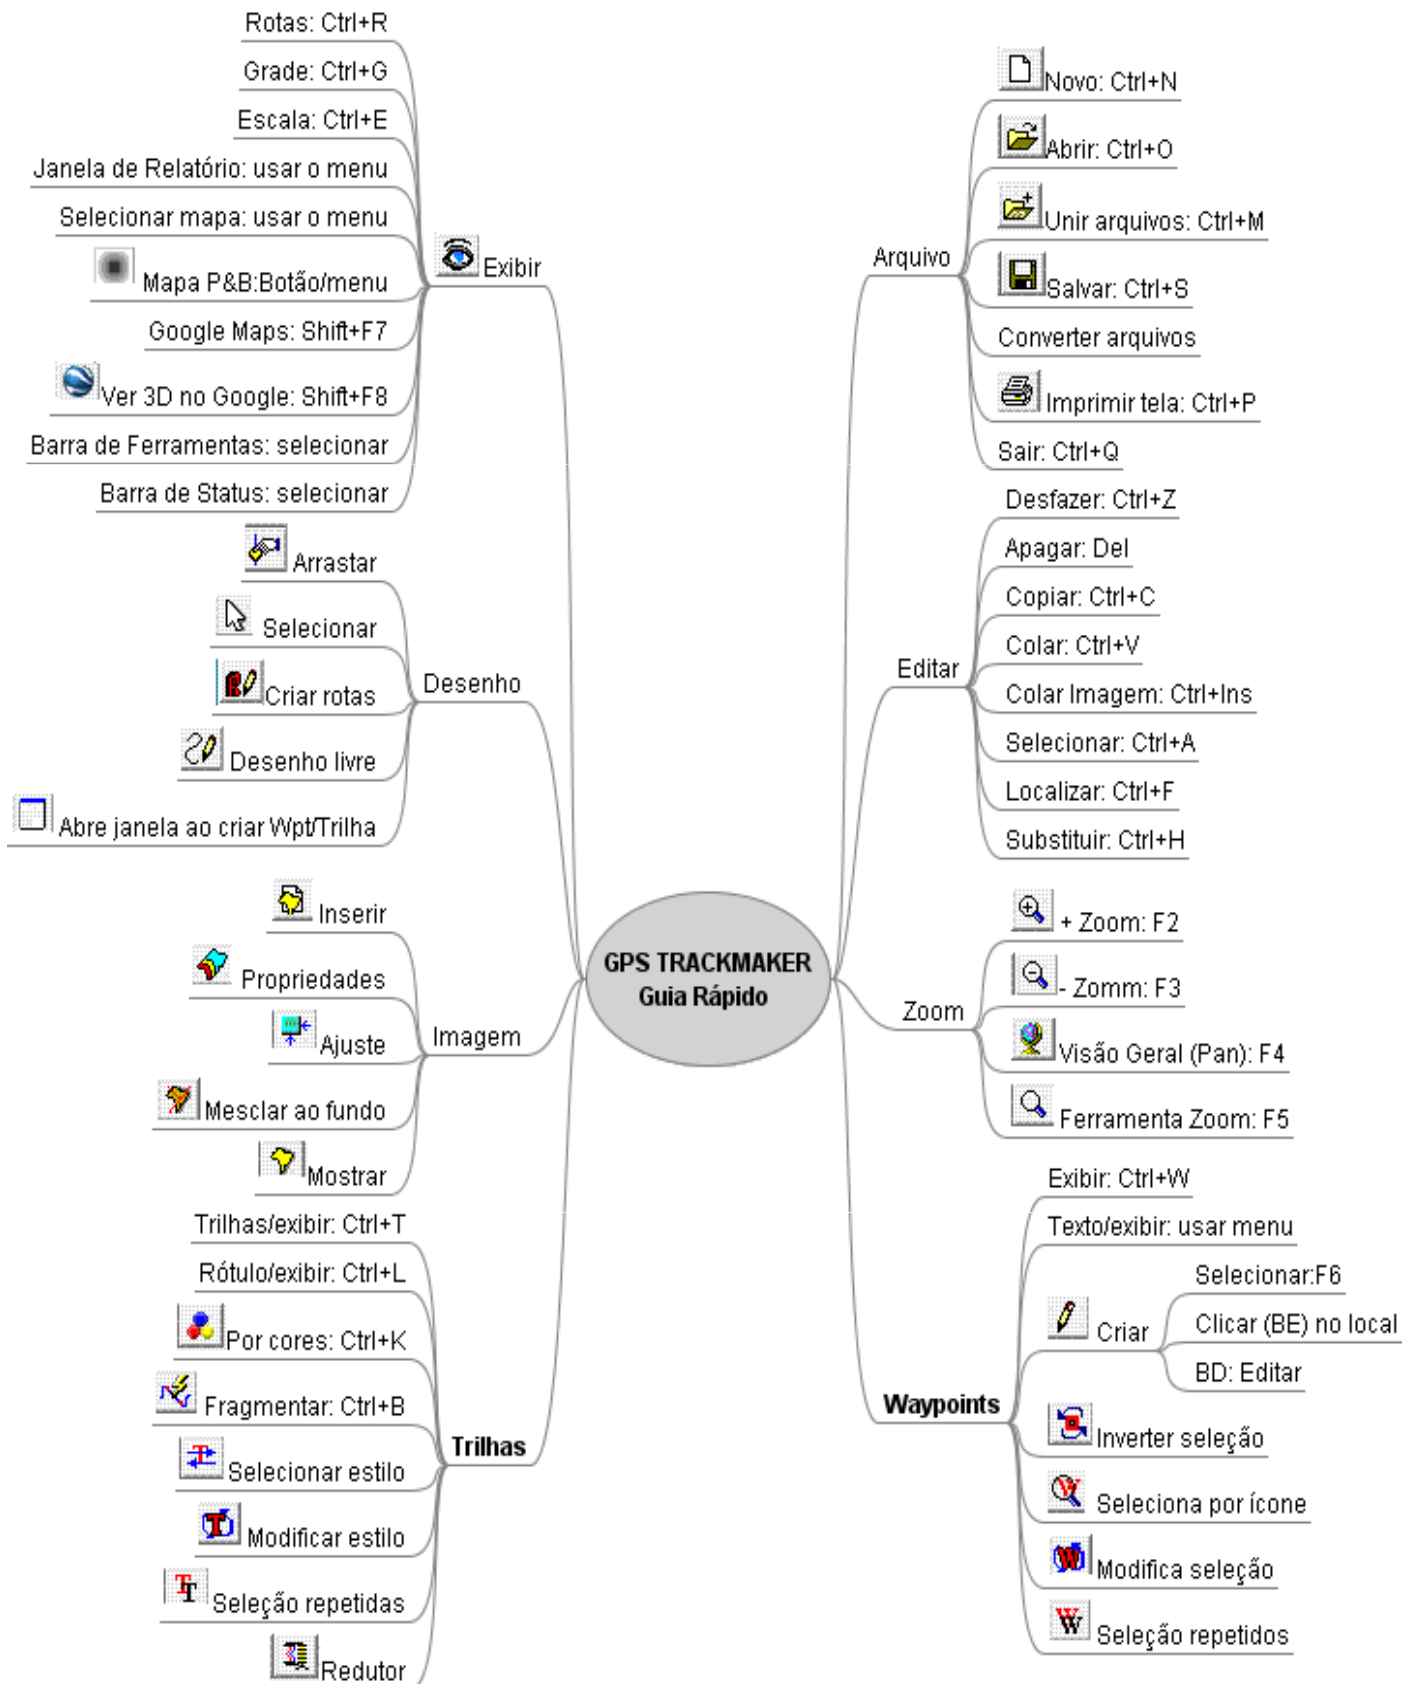 Rotas: Ctrl+R
Grade: Ctrl+G
Escala: Ctrl+E
Janela de Relatório: usar o menu
Selecionar mapa: usar o menu
Mapa P&B:Botão/menu
Google Maps: Shift+F7
Ver 3D no Google: Shift+F8
Barra de Ferramentas: selecionar
Barra de Status: selecionar
Exibir
Arrastar
Selecionar
Criar rotas
Desenho livre
Abre janela ao criar Wpt/Trilha
Desenho
Inserir
Propriedades
Ajuste
Mesclar ao fundo
Mostrar
Imagem
Trilhas/exibir: Ctrl+T
Rótulo/exibir: Ctrl+L
Por cores: Ctrl+K
Fragmentar: Ctrl+B
Selecionar estilo
Modificar estilo
Seleção repetidas
Redutor
Trilhas
GPS TRACKMAKER
Guia Rápido
Arquivo
Novo: Ctrl+N
Abrir: Ctrl+O
Unir arquivos: Ctrl+M
Salvar: Ctrl+S
Converter arquivos
Imprimir tela: Ctrl+P
Sair: Ctrl+Q
Editar
Desfazer: Ctrl+Z
Apagar: Del
Copiar: Ctrl+C
Colar: Ctrl+V
Colar Imagem: Ctrl+Ins
Selecionar: Ctrl+A
Localizar: Ctrl+F
Substituir: Ctrl+H
Zoom
+ Zoom: F2
- Zomm: F3
Visão Geral (Pan): F4
Ferramenta Zoom: F5
Waypoints
Exibir: Ctrl+W
Texto/exibir: usar menu
Criar
Selecionar:F6
Clicar (BE) no local
BD: Editar
Inverter seleção
Seleciona por ícone
Modifica seleção
Seleção repetidos